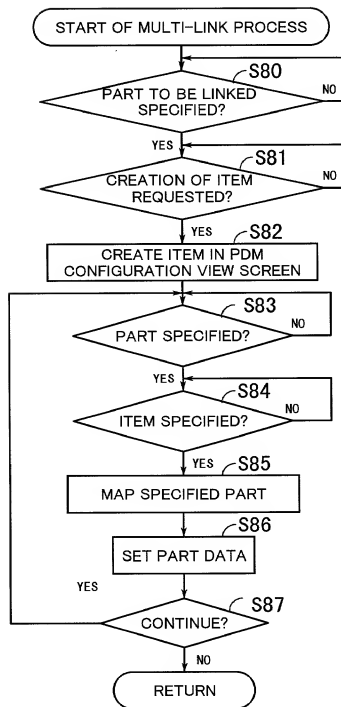 START OF MULTI-LINK PROCESS
S80
PART TO BE LINKED
SPECIFIED?
NO
YES
S81
CREATION OF ITEM
REQUESTED?
NO
YES
S82
CREATE ITEM IN PDM
CONFIGURATION VIEW SCREEN
S83
PART SPECIFIED?
NO
YES
S84
ITEM SPECIFIED?
NO
YES
S85
MAP SPECIFIED PART
S86
SET PART DATA
YES
S87
CONTINUE?
NO
RETURN